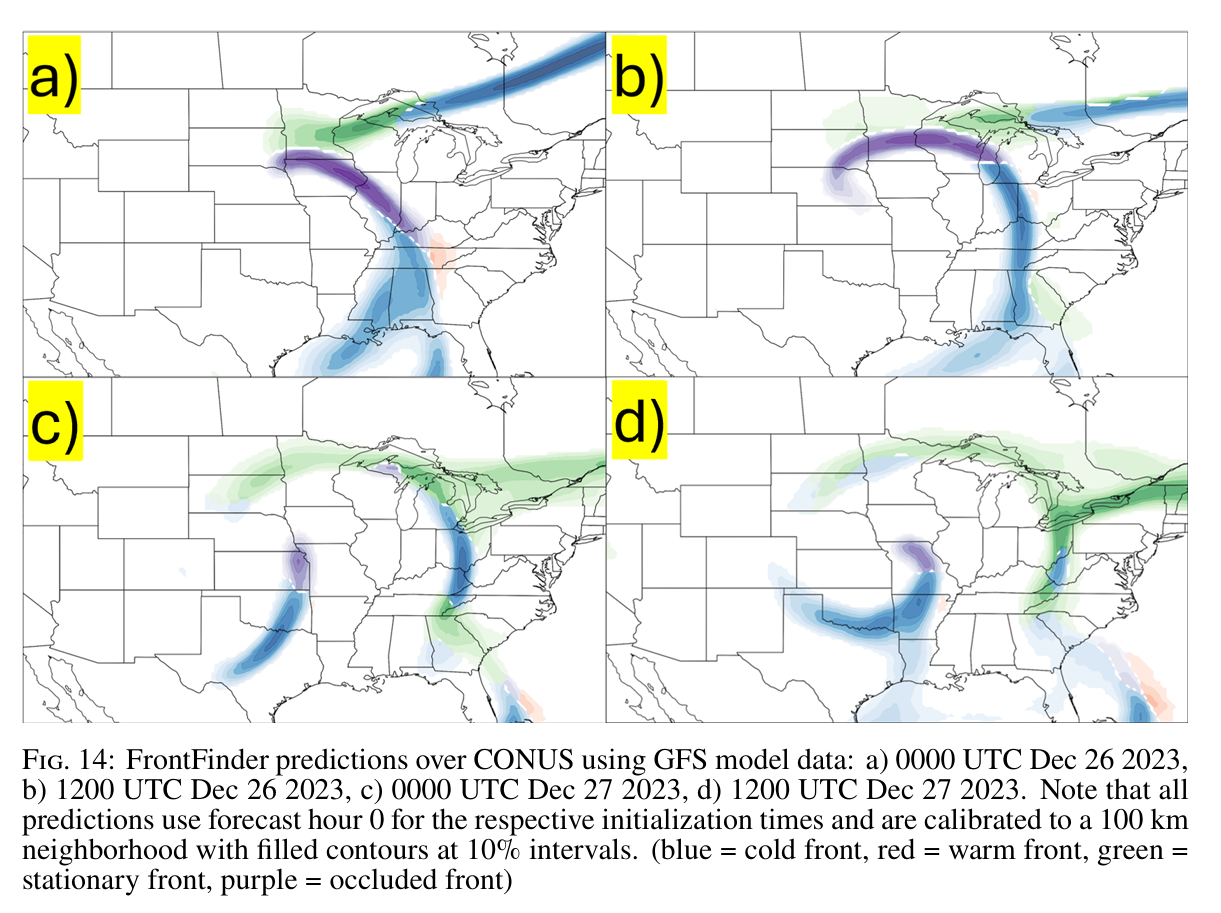 a)
b)
c)
d)
FIG. 14: FrontFinder predictions over CONUS using GFS model data: a) 0000 UTC Dec 26 2023,
b) 1200 UTC Dec 26 2023, c) 0000 UTC Dec 27 2023, d) 1200 UTC Dec 27 2023. Note that all
predictions use forecast hour 0 for the respective initialization times and are calibrated to a 100 km
neighborhood with filled contours at 10% intervals. (blue = cold front, red = warm front, green =
stationary front, purple = occluded front)